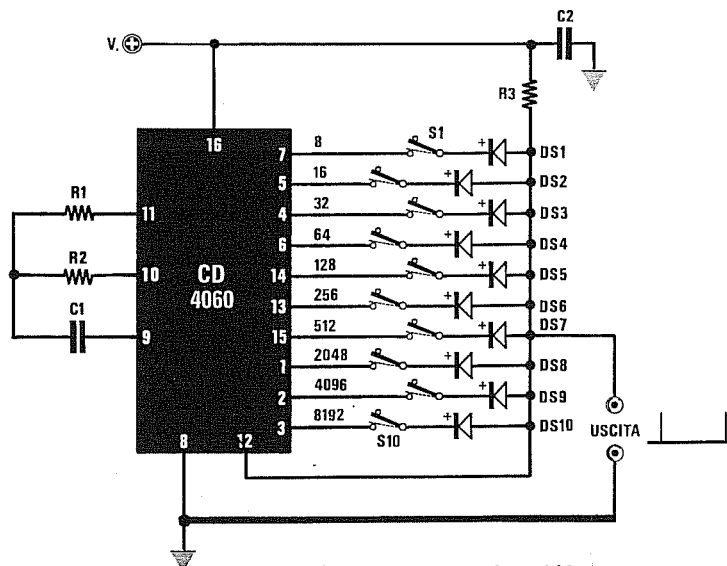 C2
V.
R3
16
7 8 S1 DS1
5 16 DS2
R1
11 4 32 DS3
6 64 DS4
R2
10 CD 4060 14 128 DS5
13 256 DS6
C1
9 15 512 DS7
1 2048 DS8
2 4096 DS9
3 8192 S10 DS10
USCITA
8 12
+
+
+
+
+
+
+
+
+
+